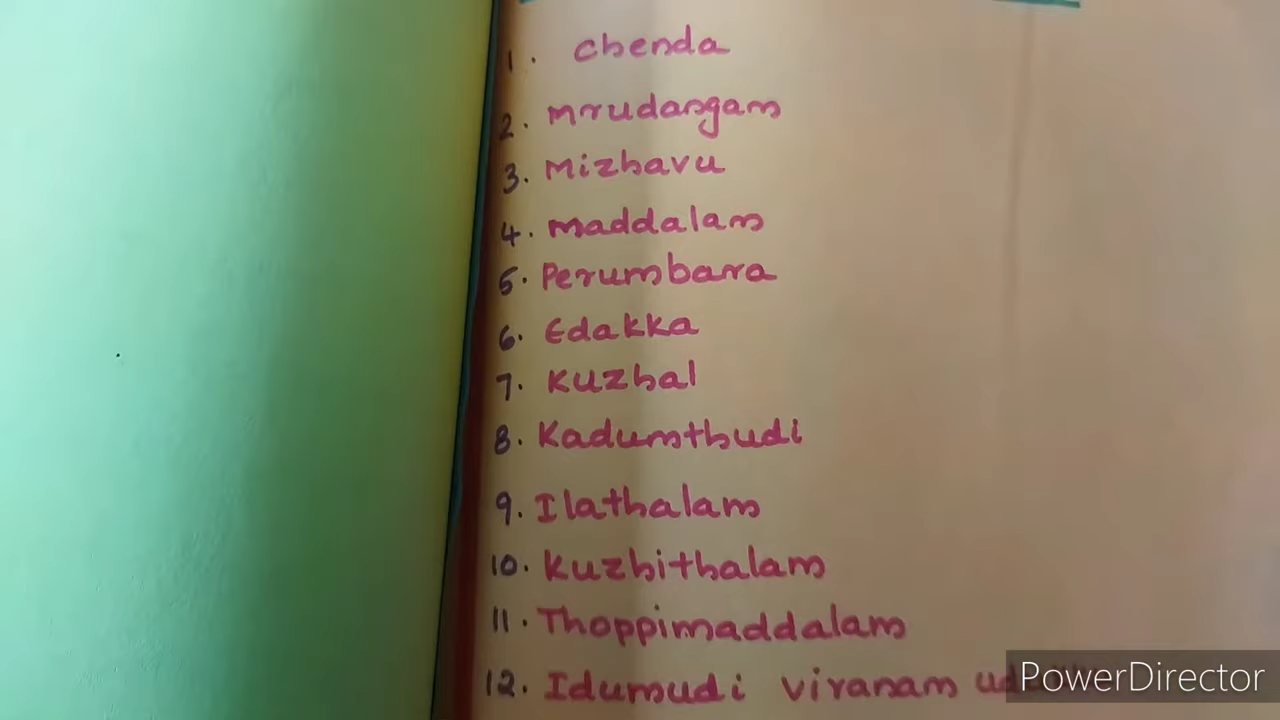 1. Chenda
2. Mrudangam
3. Mizhavu
4. Maddalam
5. Perumbara
6. Edakka
7. Kuzhal
8. Kadumthudi
9. Ilathalam
10. Kuzhithalam
11. Thoppimaddalam
12. Idumudi viranam
PowerDirector